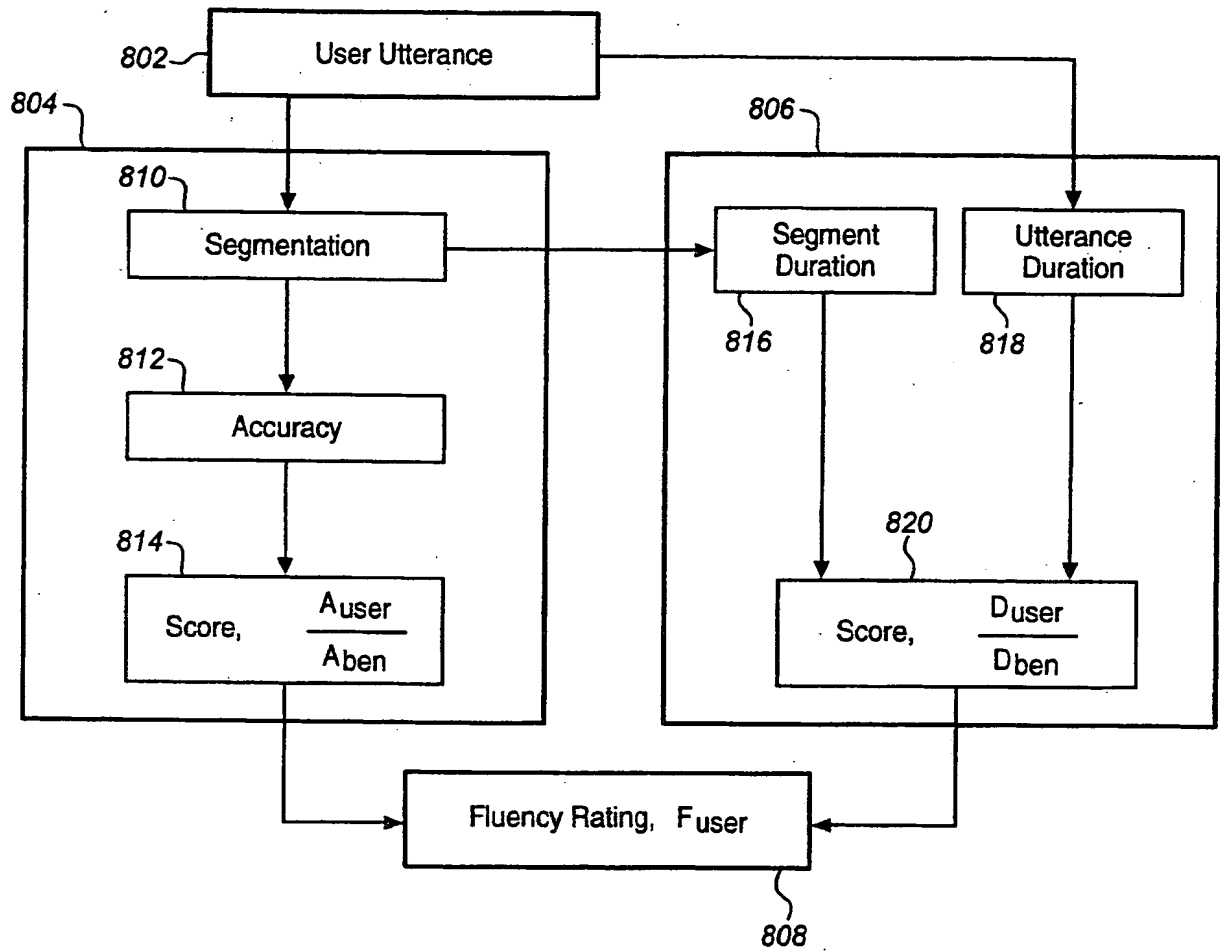 802
User Utterance
804
806
810
Segmentation
Segment
Duration
816
Utterance
Duration
818
812
Accuracy
814
Score, Auser
Aben
820
Score, Duser
Dben
Fluency Rating, Fuser
808